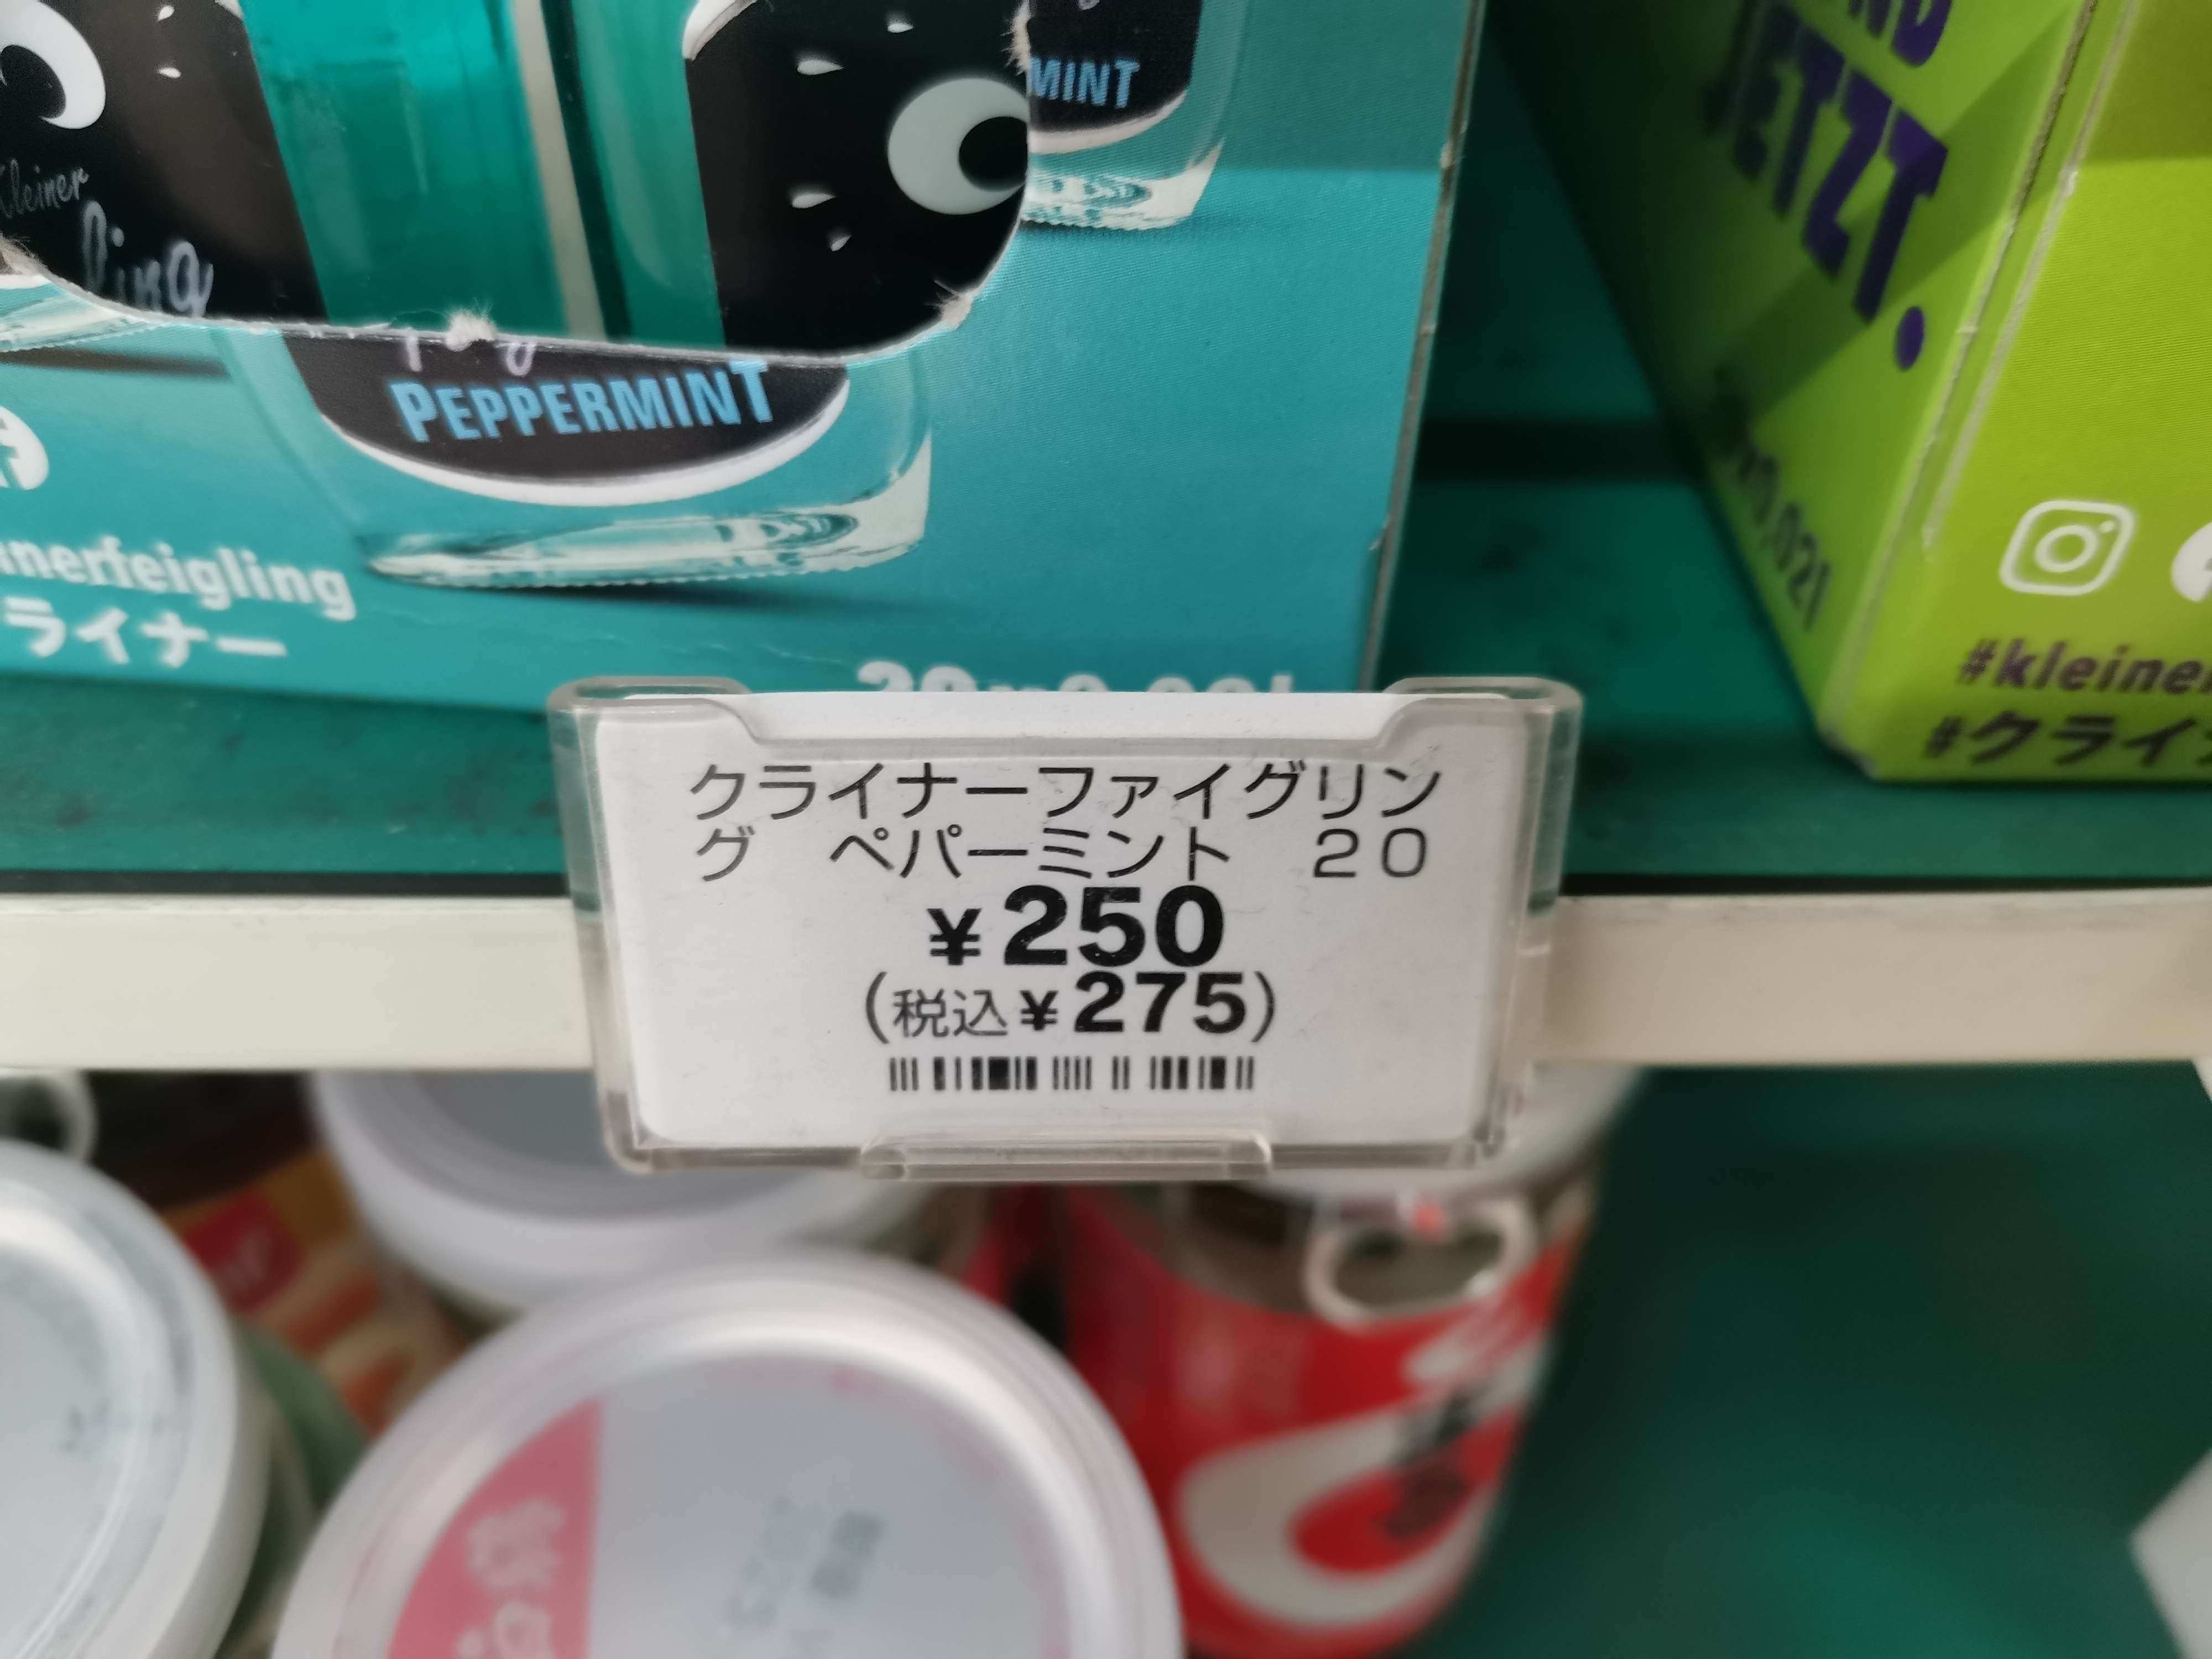 MINT
Kleiner
PEPPERMINT
JETZT.
nerfeigling
ライナー
#kleine
#クライ
クライナーファイグリン
グ ペパーミント 20
¥250
(税込¥275)